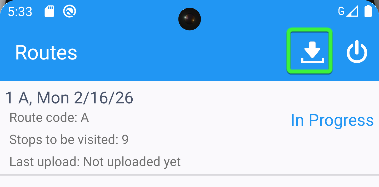 5:33 G
Routes
1 A, Mon 2/16/26
Route code: A
In Progress
Stops to be visited: 9
Last upload: Not uploaded yet